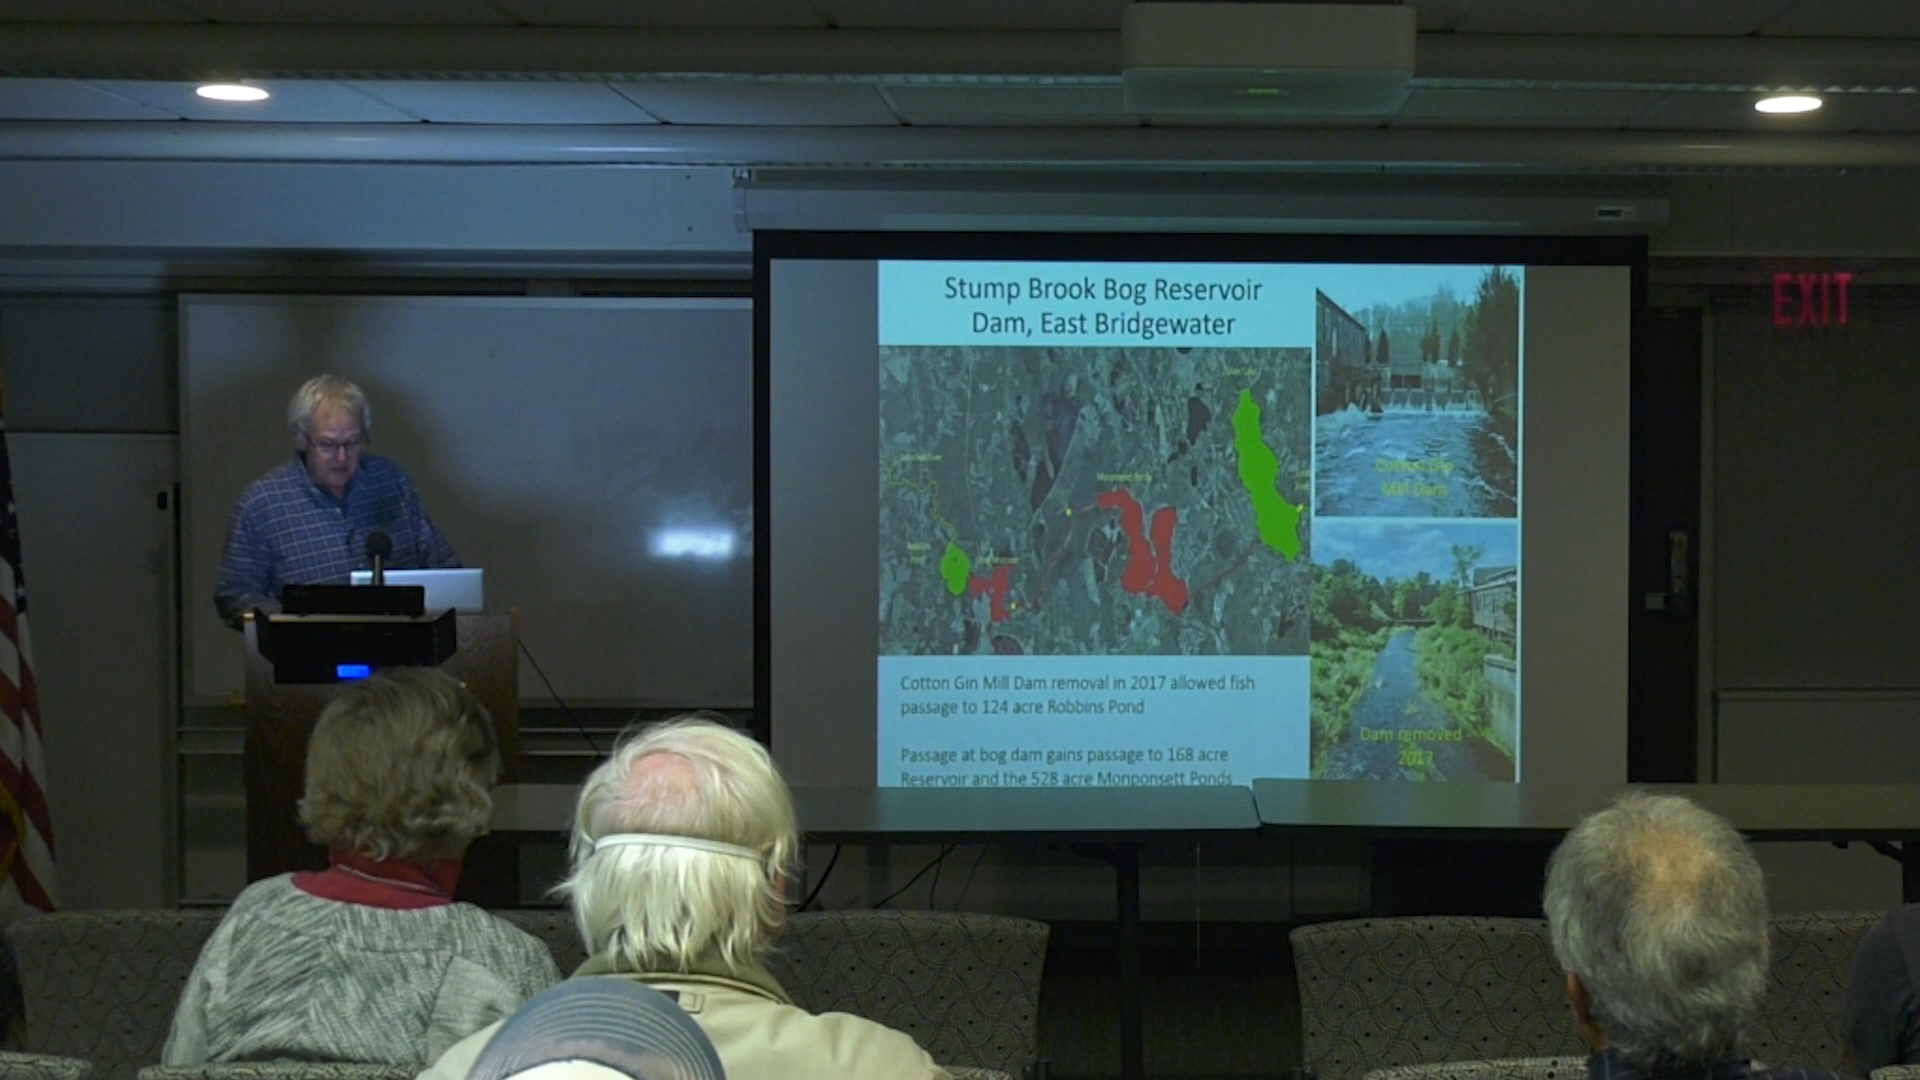 Stump Brook Bog Reservoir
Dam, East Bridgewater
EXIT
Monponsett Ponds
Cotton Gin
Mill Dam
Cotton Gin Mill Dam removal in 2017 allowed fish
passage to 124 acre Robbins Pond
Dam removed -
2017
Passage at bog dam gains passage to 168 acre
Reservoir and the 528 acre Monponsett Ponds